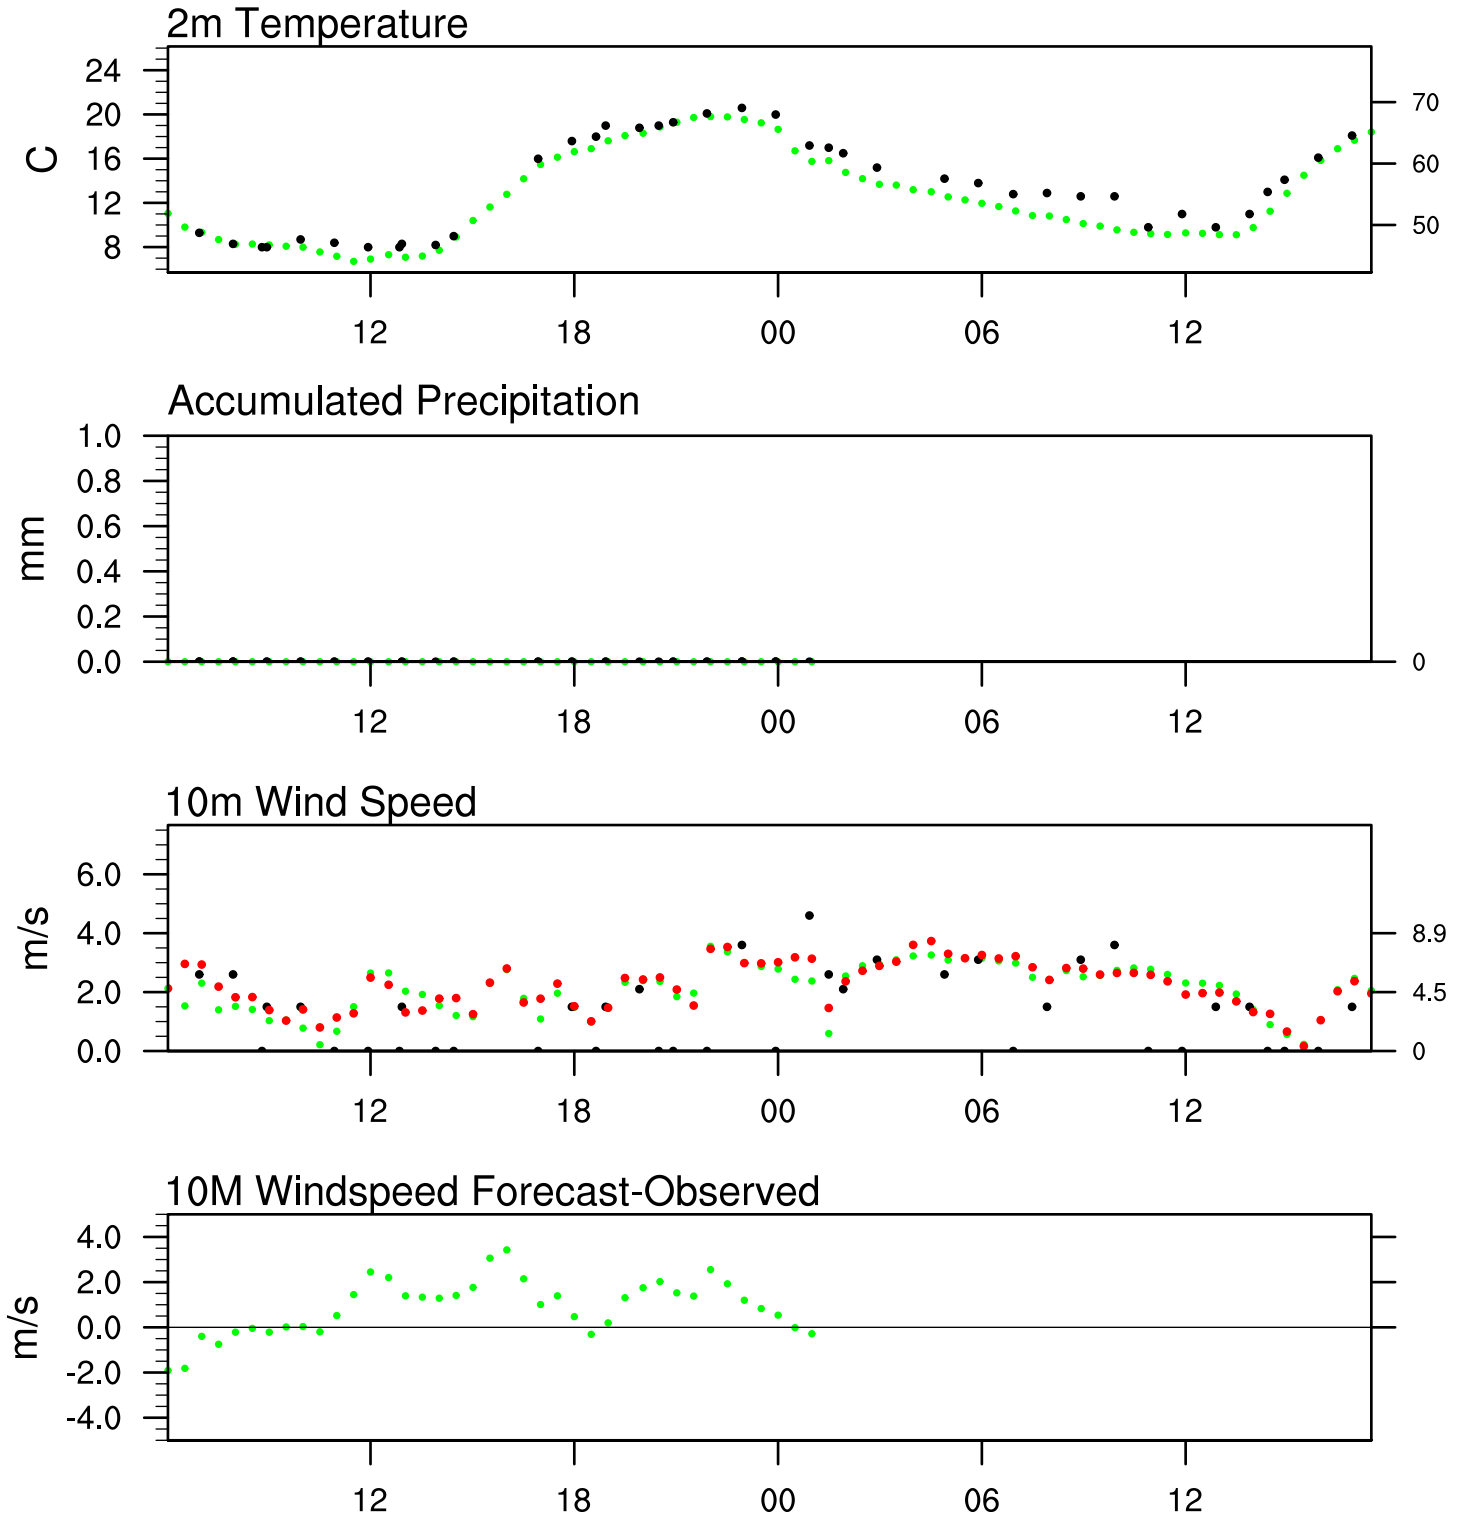 2m Temperature
24
20
16
12
8
C
70
60
50
12 18 00 06 12
Accumulated Precipitation
1.0
0.8
0.6
0.4
0.2
0.0
mm
0
12 18 00 06 12
10m Wind Speed
6.0
4.0
2.0
0.0
m/s
8.9
4.5
0
12 18 00 06 12
10M Windspeed Forecast-Observed
4.0
2.0
0.0
-2.0
-4.0
m/s
12 18 00 06 12